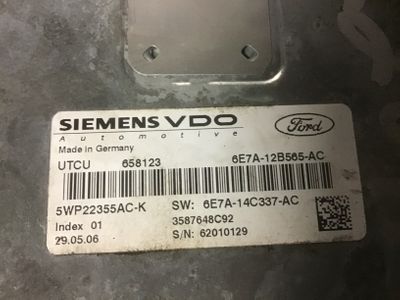 SIEMENS VDO
Automotive
Ford
Made in Germany
UTCU 658123 6E7A-12B565-AC
5WP22355AC-K SW: 6E7A-14C337-AC
Index 01 3587648C92
29.05.06 S/N: 62010129